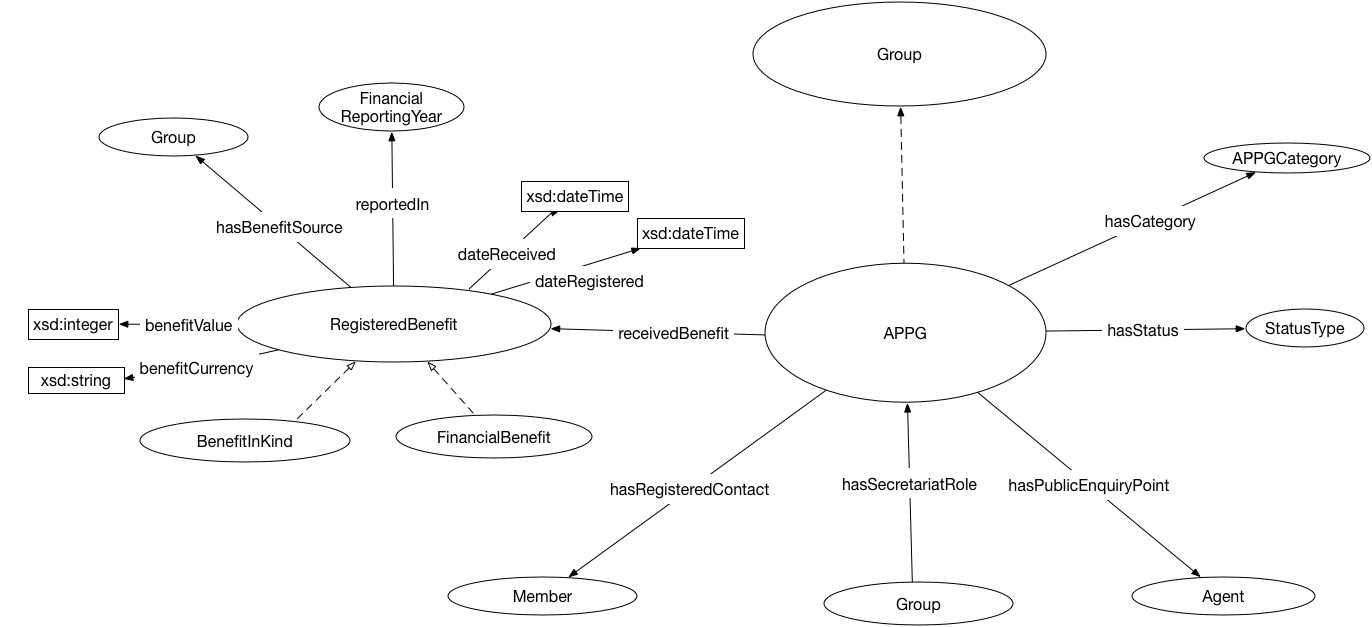 Group
Financial
ReportingYear
Group
APPGCategory
xsd:dateTime
reportedIn
hasBenefitSource
hasCategory
xsd:dateTime
dateReceived
dateRegistered
xsd:integer
benefitValue
RegisteredBenefit
receivedBenefit
APPG
hasStatus
StatusType
benefitCurrency
xsd:string
BenefitInKind
FinancialBenefit
hasRegisteredContact
hasSecretariatRole
hasPublicEnquiryPoint
Member
Group
Agent